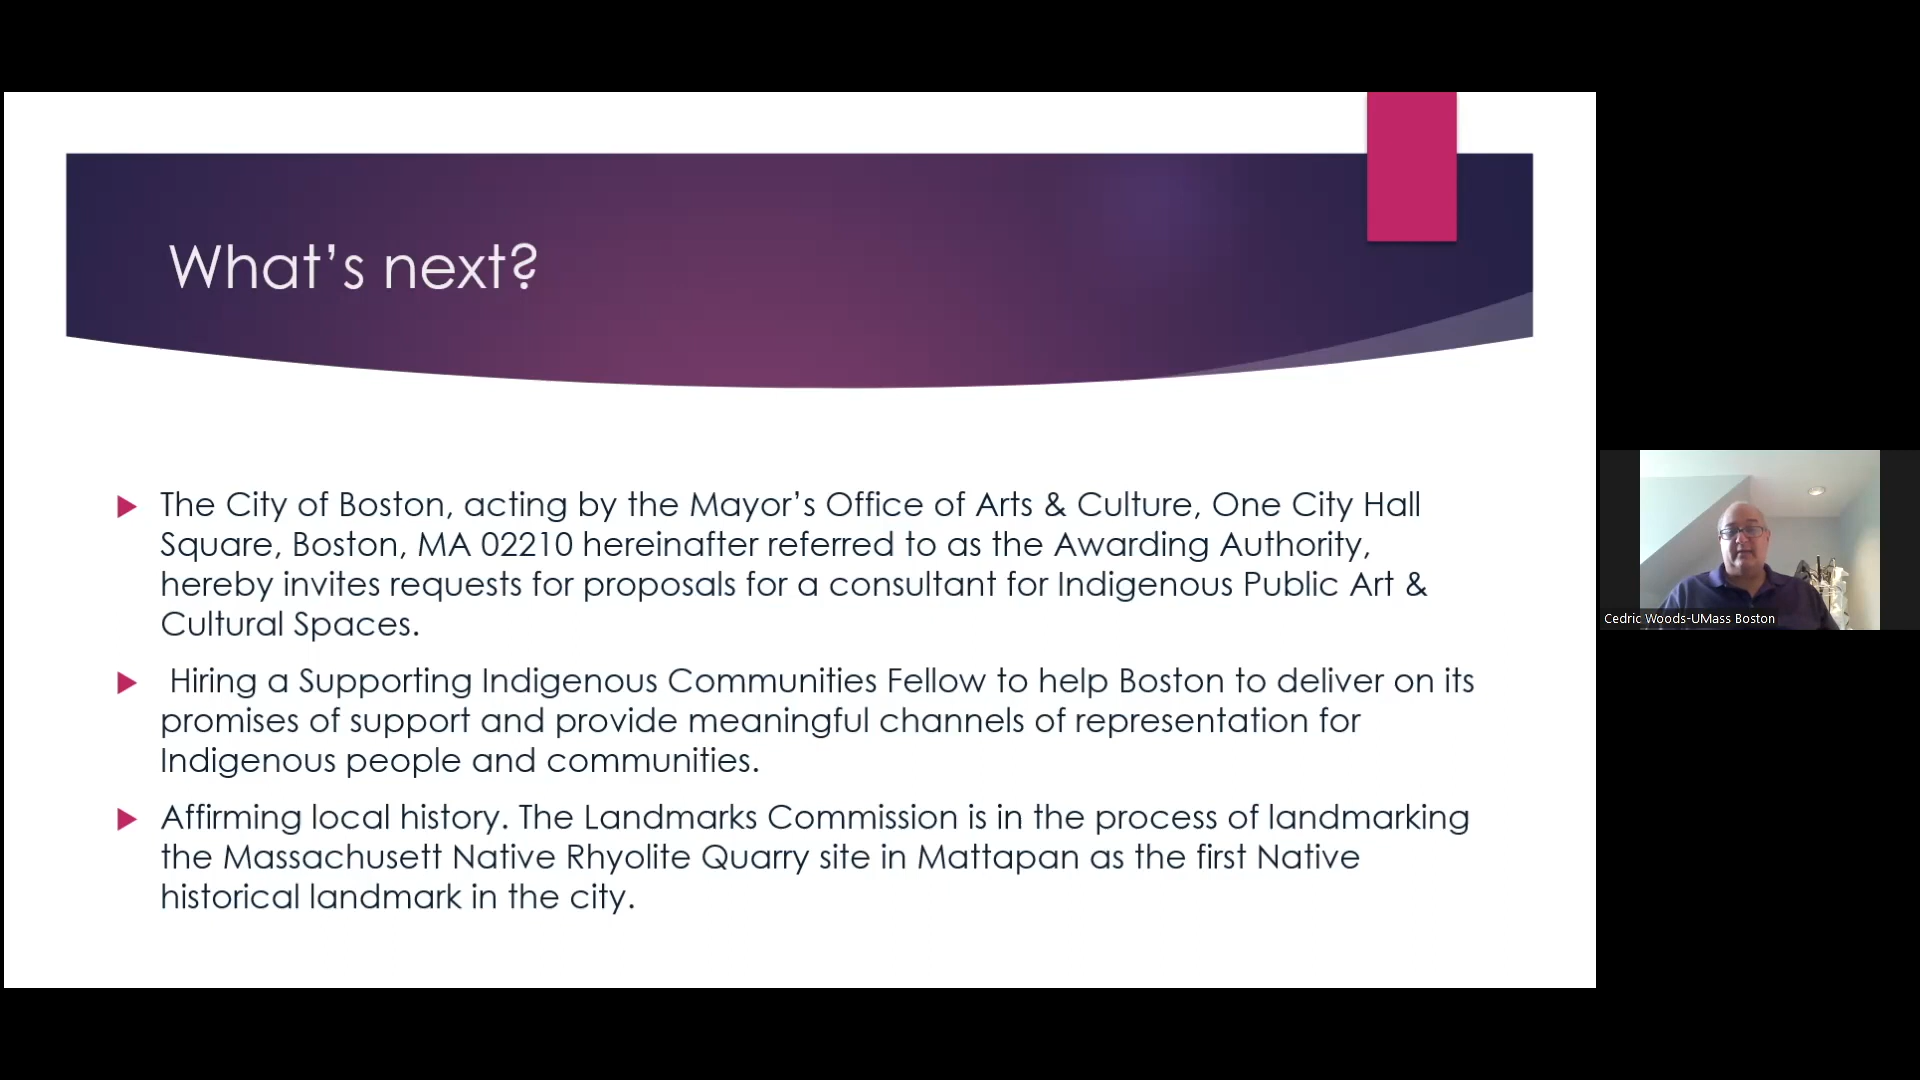 What’s next?
The City of Boston, acting by the Mayor’s Office of Arts & Culture, One City Hall
Square, Boston, MA 02210 hereinafter referred to as the Awarding Authority,
hereby invites requests for proposals for a consultant for Indigenous Public Art &
Cultural Spaces.
Hiring a Supporting Indigenous Communities Fellow to help Boston to deliver on its
promises of support and provide meaningful channels of representation for
Indigenous people and communities.
Affirming local history. The Landmarks Commission is in the process of landmarking
the Massachusett Native Rhyolite Quarry site in Mattapan as the first Native
historical landmark in the city.
Cedric Woods-UMass Boston